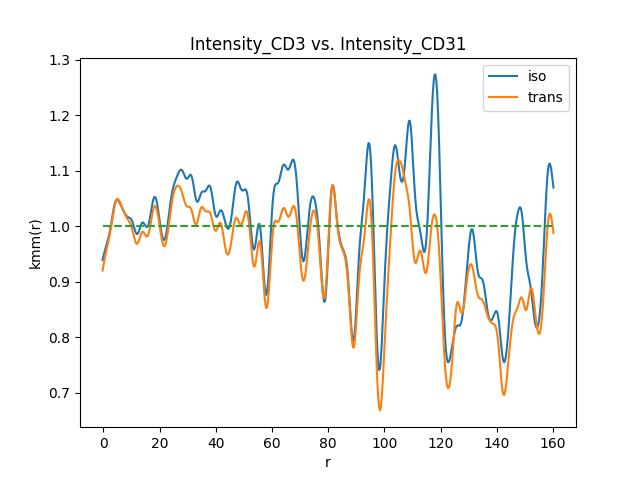 Intensity_CD3 vs. Intensity_CD31
iso
trans
1.3
1.2
1.1
1.0
0.9
0.8
0.7
kmm(r)
0 20 40 60 80 100 120 140 160
r